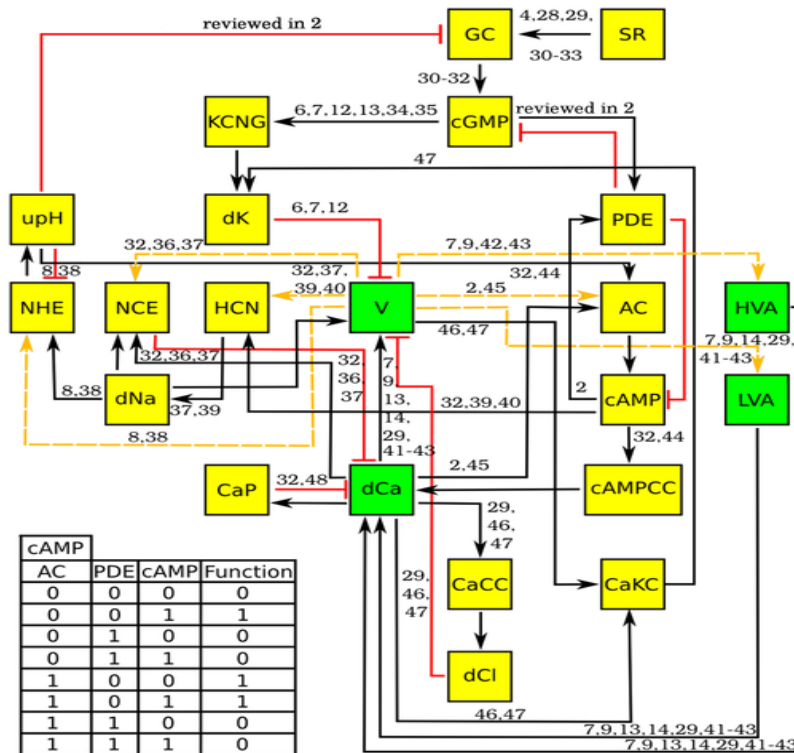 reviewed in 2
GC
4,28,29,
30-33
SR
30-32
KCNG
6,7,12,13,34,35
cGMP
reviewed in 2
47
upH
dK
6,7,12
PDE
32,36,37
32,37,
39,40
7,9,42,43
8,38
32,44
NHE
NCE
HCN
V
2,45
AC
HVA
46,47
7,9,14,29,
41-43
32,36,37
32,
36,
37
7,
9,
13,
14,
29,
41-43
dNa
8,38
37,39
32,39,40
2
cAMP
LVA
8,38
32,44
CaP
32,48
dCa
2,45
cAMPCC
29,
46,
47
29,
46,
47
CaCC
CaKC
dCl
46,47
7,9,13,14,29,41-43
7,9,13,14,29,41-43
cAMP
AC PDE cAMP Function
0 0 0 0
0 0 1 1
0 1 0 0
0 1 1 0
1 0 0 1
1 0 1 1
1 1 0 0
1 1 1 0